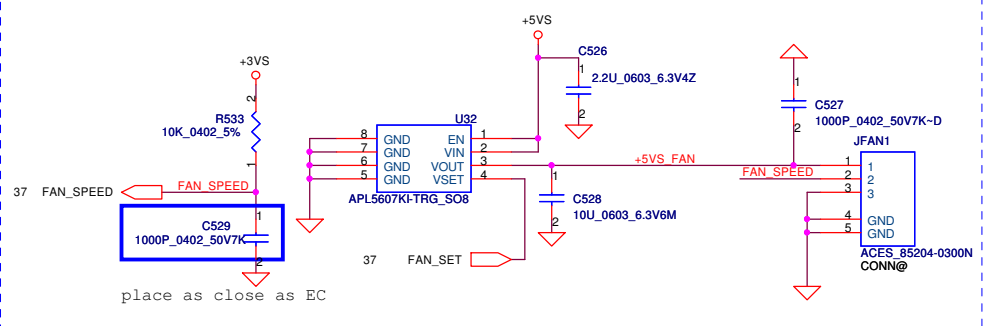 +5VS
C526
1
2.2U_0603_6.3V4Z
2
+3VS
2
R533
10K_0402_5%
1
1
C527
1000P_0402_50V7K~D
2
U32
8 GND EN 1
7 GND VIN 2
6 GND VOUT 3
5 GND VSET 4
APL5607KI-TRG_SO8
+5VS_FAN
FAN_SPEED
JFAN1
1 1
2 2
3 3
4 GND
5 GND
ACES_85204-0300N
CONN@
37 FAN_SPEED FAN_SPEED
1
C528
10U_0603_6.3V6M
2
1
C529
1000P_0402_50V7K
2
37 FAN_SET
place as close as EC